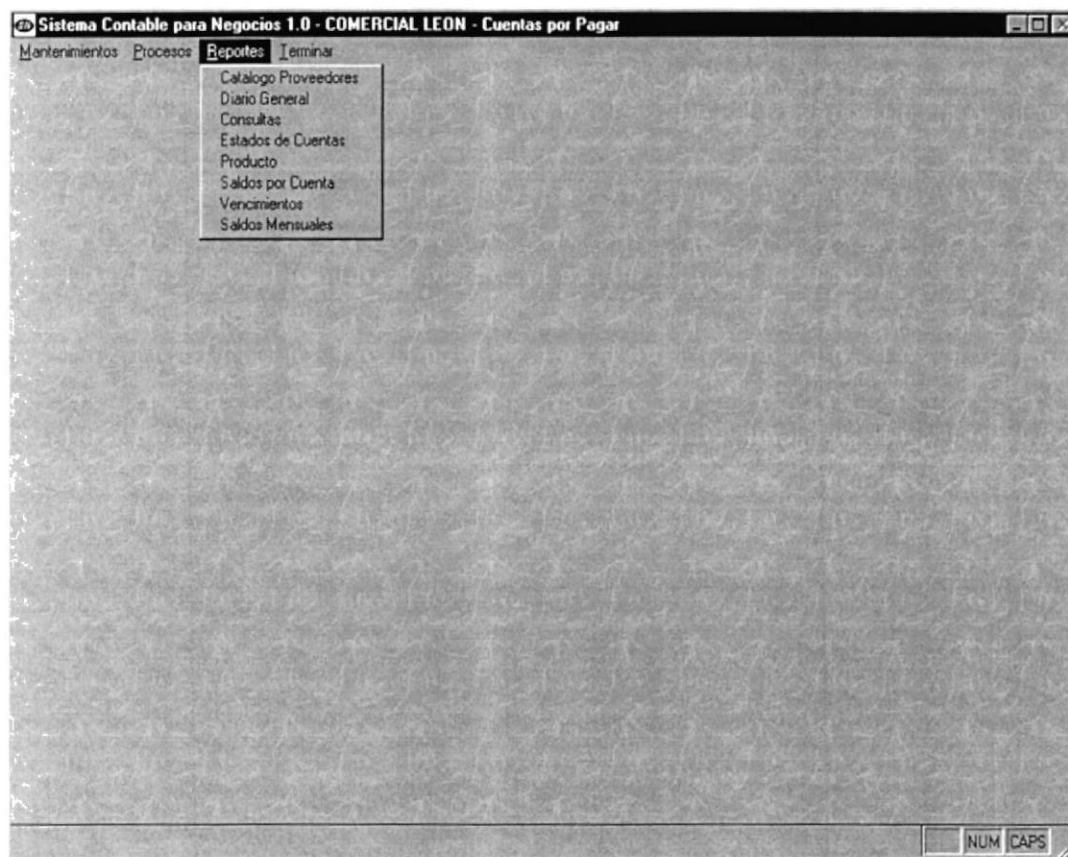 Sistema Contable para Negocios 1.0 - COMERCIAL LEON - Cuentas por Pagar
Mantenimientos Procesos Reportes Terminar
Catalogo Proveedores
Diario General
Consultas
Estados de Cuentas
Producto
Saldos por Cuenta
Vencimientos
Saldos Mensuales
NUM CAPS